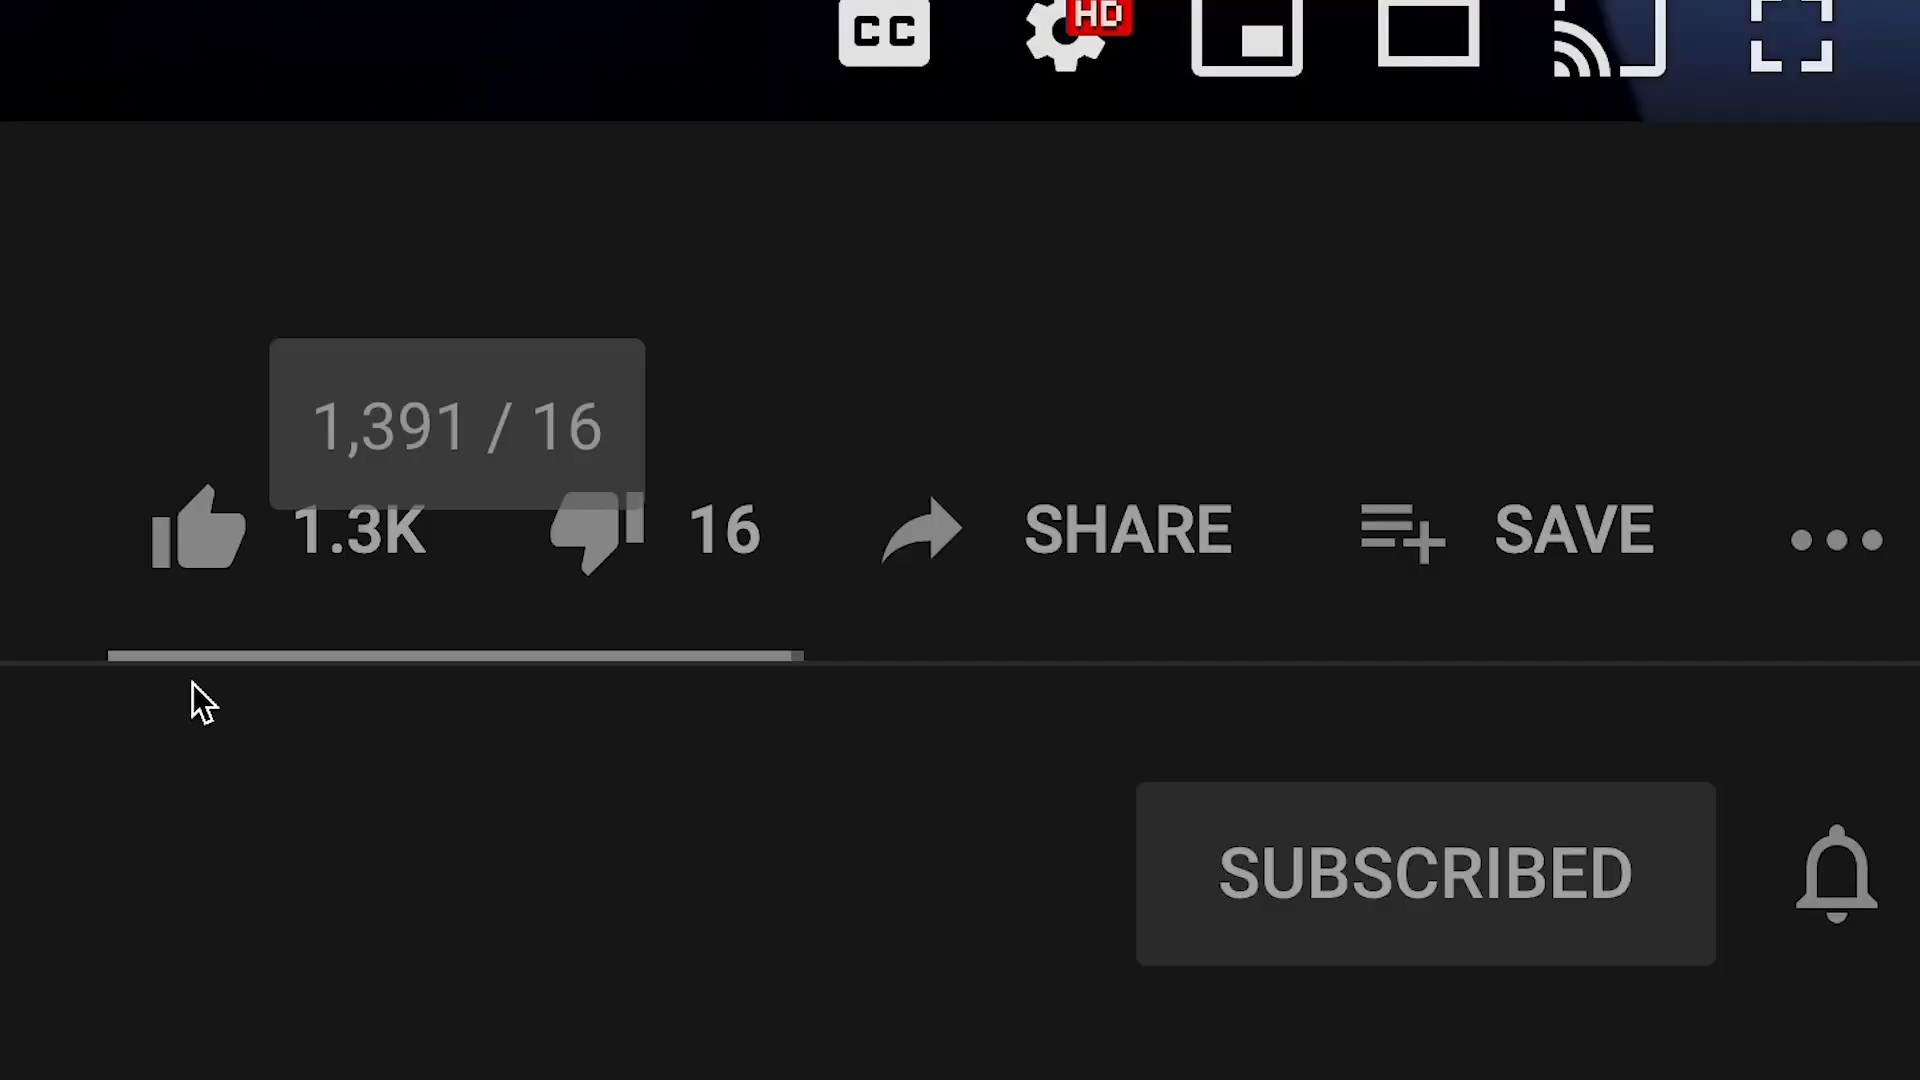 CC
HD
1,391 / 16
1.3K
16
SHARE
SAVE
SUBSCRIBED